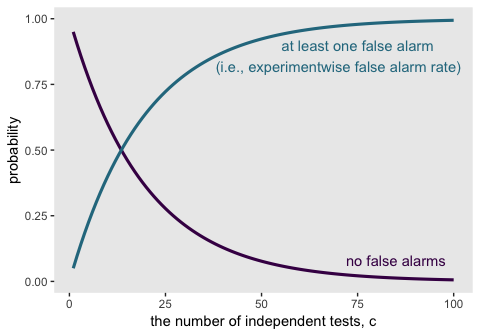 1.00
at least one false alarm
(i.e., experimentwise false alarm rate)
0.75
probability
0.50
0.25
no false alarms
0.00
0 25 50 75 100
the number of independent tests, c